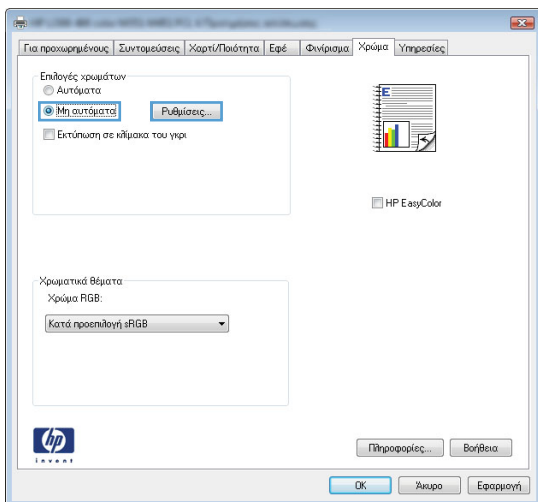 Για προχωρημένους Συντομεύσεις Χαρτί/Ποιότητα Εφέ Φινίρισμα Χρώμα Υπηρεσίες
Επιλογές χρωμάτων
Αυτόματα
Μη αυτόματα Ρυθμίσεις...
Εκτύπωση σε κλίμακα του γκρι
E
HP EasyColor
Χρωματικά θέματα
Χρώμα RGB:
Κατά προεπιλογή sRGB
hp
invent
Πληροφορίες... Βοήθεια
OK Άκυρο Εφαρμογή